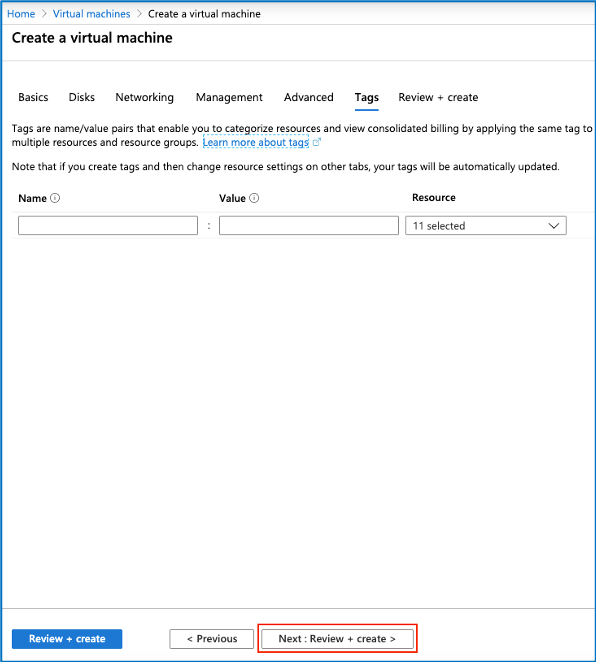 Home > Virtual machines > Create a virtual machine
Create a virtual machine
Basics Disks Networking Management Advanced Tags Review + create
Tags are name/value pairs that enable you to categorize resources and view consolidated billing by applying the same tag to
multiple resources and resource groups. Learn more about tags
Note that if you create tags and then change resource settings on other tabs, your tags will be automatically updated.
Name Value Resource
: 11 selected
Review + create < Previous Next : Review + create >